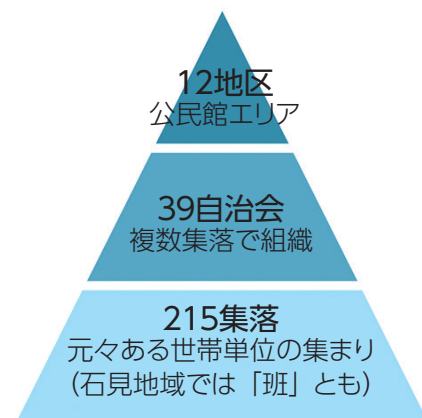 12地区
公民館エリア
39自治会
複数集落で組織
215集落
元々ある世帯単位の集まり
(石見地域では「班」とも)